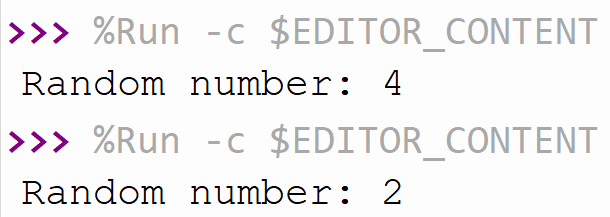 >>> %Run -c $EDITOR_CONTENT
Random number: 4
>>> %Run -c $EDITOR_CONTENT
Random number: 2